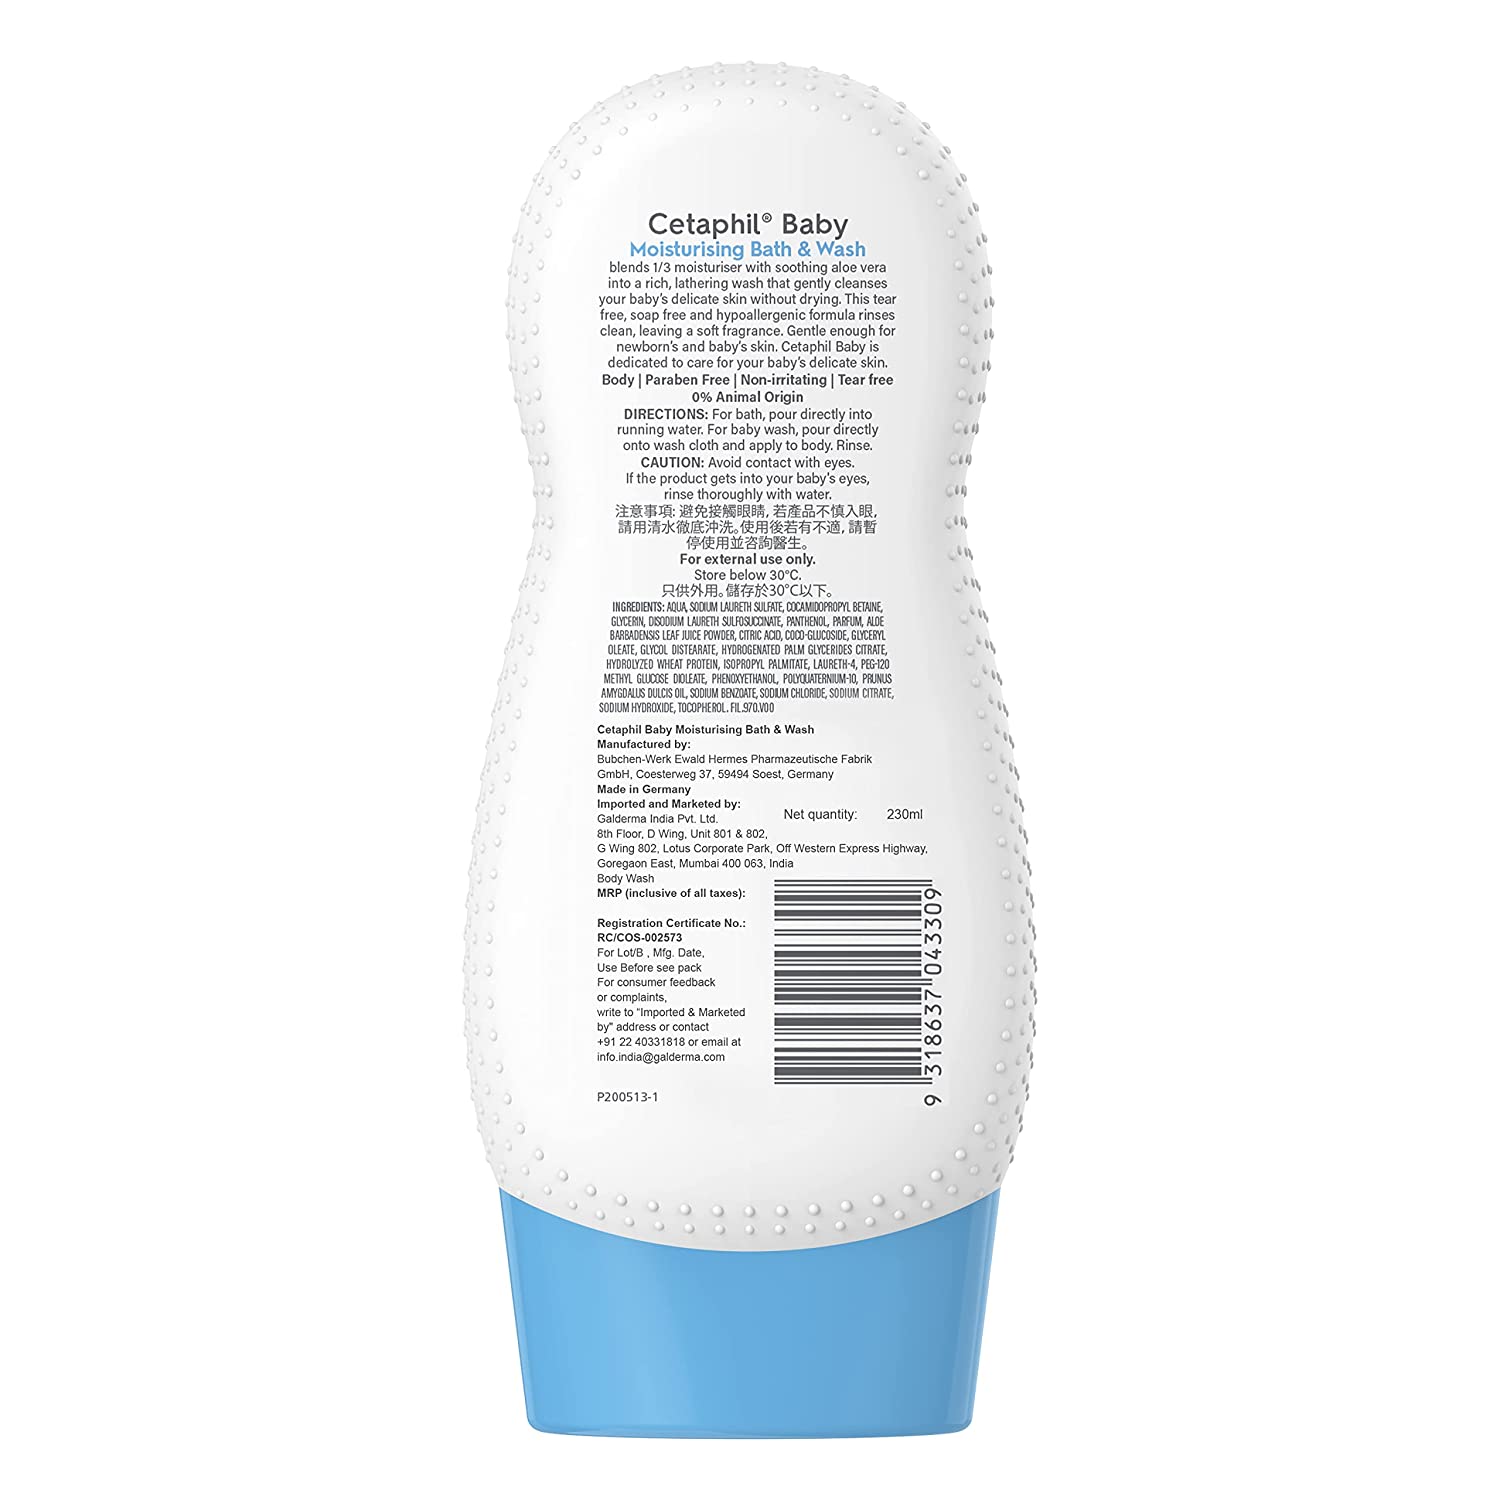 Cetaphil® Baby
Moisturising Bath & Wash
blends 1/3 moisturiser with soothing aloe vera
into a rich, lathering wash that gently cleanses
your baby's delicate skin without drying. This tear
free, soap free and hypoallergenic formula rinses
clean, leaving a soft fragrance. Gentle enough for
newborn's and baby's skin. Cetaphil Baby is
dedicated to care for your baby's delicate skin.
Body | Paraben Free | Non-irritating | Tear free
0% Animal Origin
DIRECTIONS: For bath, pour directly into
running water. For baby wash, pour directly
onto wash cloth and apply to body. Rinse.
CAUTION: Avoid contact with eyes.
If the product gets into your baby's eyes,
rinse thoroughly with water.
注意事項: 避免接觸眼睛, 若產品不慎入眼,
請用清水徹底沖洗。使用後若有不適, 請暫
停使用並咨詢醫生。
For external use only.
Store below 30°C.
只供外用。儲存於30°C以下。
INGREDIENTS: AQUA, SODIUM LAURETH SULFATE, COCAMIDOPROPYL BETAINE,
GLYCERIN, DISODIUM LAURETH SULFOSUCCINATE, PANTHENOL, PARFUM, ALOE
BARBADENSIS LEAF JUICE POWDER, CITRIC ACID, COCO-GLUCOSIDE, GLYCERYL
OLEATE, GLYCOL DISTEARATE, HYDROGENATED PALM GLYCERIDES CITRATE,
HYDROLYZED WHEAT PROTEIN, ISOPROPYL PALMITATE, LAURETH-4, PEG-120
METHYL GLUCOSE DIOLEATE, PHENOXYETHANOL, POLYQUATERNIUM-10, PRUNUS
AMYGDALUS DULCIS OIL, SODIUM BENZOATE, SODIUM CHLORIDE, SODIUM CITRATE,
SODIUM HYDROXIDE, TOCOPHEROL. FIL.970.V00
Cetaphil Baby Moisturising Bath & Wash
Manufactured by:
Bubchen-Werk Ewald Hermes Pharmazeutische Fabrik
GmbH, Coesterweg 37, 59494 Soest, Germany
Made in Germany
Imported and Marketed by:
Galderma India Pvt. Ltd.
Net quantity: 230ml
8th Floor, D Wing, Unit 801 & 802,
G Wing 802, Lotus Corporate Park, Off Western Express Highway,
Goregaon East, Mumbai 400 063, India
Body Wash
MRP (inclusive of all taxes):
Registration Certificate No.:
RC/COS-002573
For Lot/B , Mfg. Date,
Use Before see pack
For consumer feedback
or complaints,
write to "Imported & Marketed
by" address or contact
+91 22 40331818 or email at
info.india@galderma.com
P200513-1
9 318637 043309